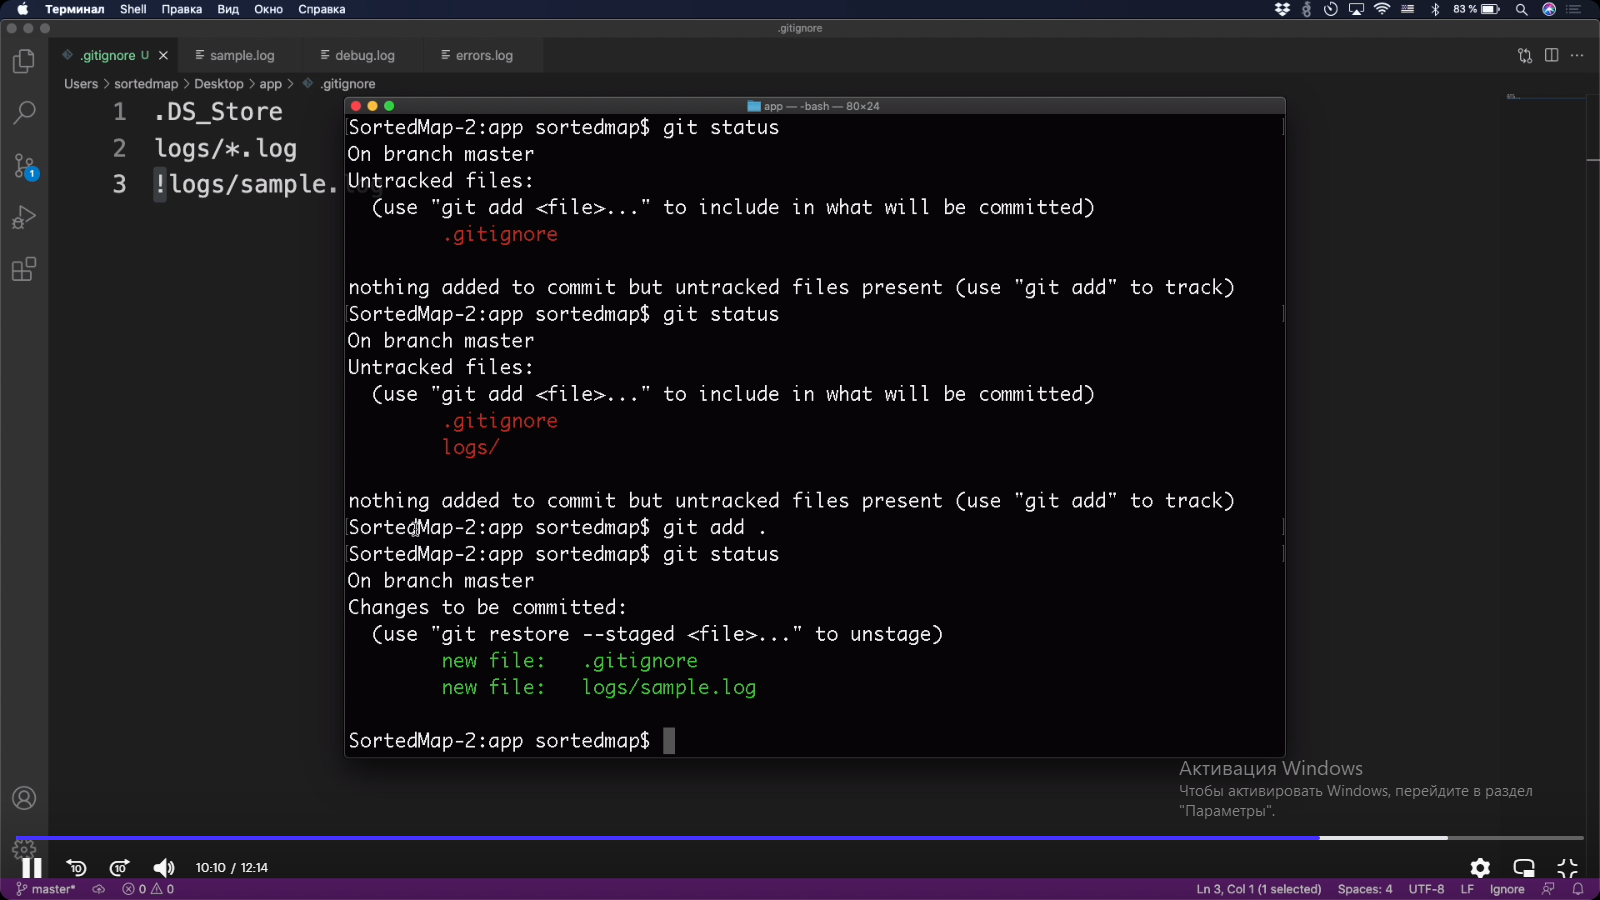 Терминал Shell Правка Вид Окно Справка 83 %
.gitignore
.gitignore U sample.log debug.log errors.log
Users > sortedmap > Desktop > app > .gitignore
1 .DS_Store
2 logs/*.log
3 !logs/sample.log
app — -bash — 80×24
SortedMap-2:app sortedmap$ git status
On branch master
Untracked files:
(use "git add <file>..." to include in what will be committed)
.gitignore
nothing added to commit but untracked files present (use "git add" to track)
SortedMap-2:app sortedmap$ git status
On branch master
Untracked files:
(use "git add <file>..." to include in what will be committed)
.gitignore
logs/
nothing added to commit but untracked files present (use "git add" to track)
SortedMap-2:app sortedmap$ git add .
SortedMap-2:app sortedmap$ git status
On branch master
Changes to be committed:
(use "git restore --staged <file>..." to unstage)
new file: .gitignore
new file: logs/sample.log
SortedMap-2:app sortedmap$
Активация Windows
Чтобы активировать Windows, перейдите в раздел
"Параметры".
10 10 10:10 / 12:14
master* 0 0 Ln 3, Col 1 (1 selected) Spaces: 4 UTF-8 LF Ignore